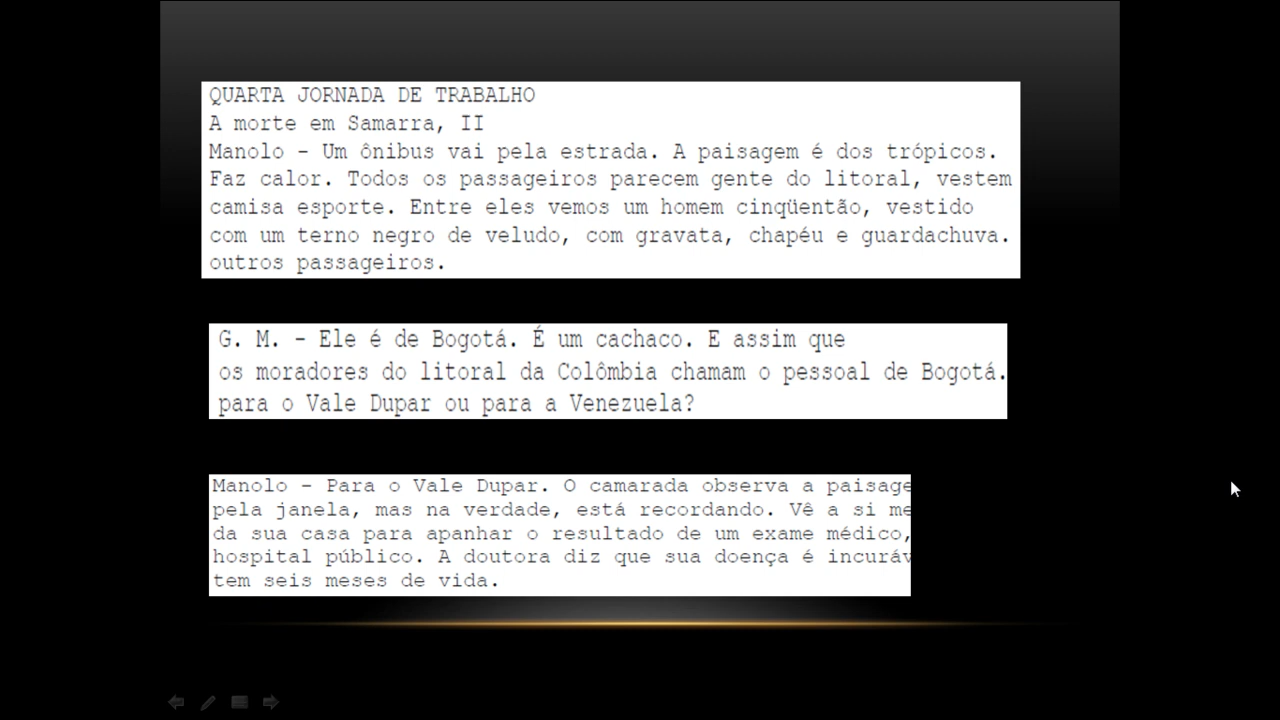 QUARTA JORNADA DE TRABALHO
A morte em Samarra, II
Manolo - Um ônibus vai pela estrada. A paisagem é dos trópicos.
Faz calor. Todos os passageiros parecem gente do litoral, vestem
camisa esporte. Entre eles vemos um homem cinqüentão, vestido
com um terno negro de veludo, com gravata, chapéu e guardachuva.
outros passageiros.
G. M. - Ele é de Bogotá. É um cachaco. E assim que
os moradores do litoral da Colômbia chamam o pessoal de Bogotá.
para o Vale Dupar ou para a Venezuela?
Manolo - Para o Vale Dupar. O camarada observa a paisage
pela janela, mas na verdade, está recordando. Vê a si me
da sua casa para apanhar o resultado de um exame médico,
hospital público. A doutora diz que sua doença é incuráv
tem seis meses de vida.